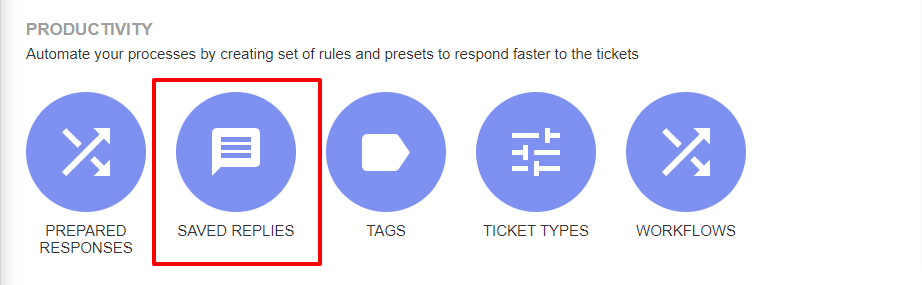 PRODUCTIVITY
Automate your processes by creating set of rules and presets to respond faster to the tickets
PREPARED
RESPONSES
SAVED REPLIES
TAGS
TICKET TYPES
WORKFLOWS